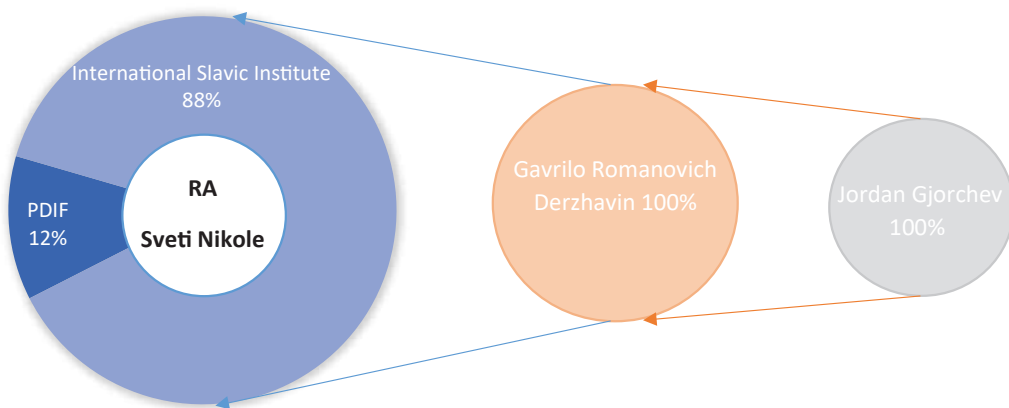 International Slavic Institute
88%
PDIF
12%
RA
Sveti Nikole
Gavrilo Romanovich
Derzhavin 100%
Jordan Gjorchev
100%